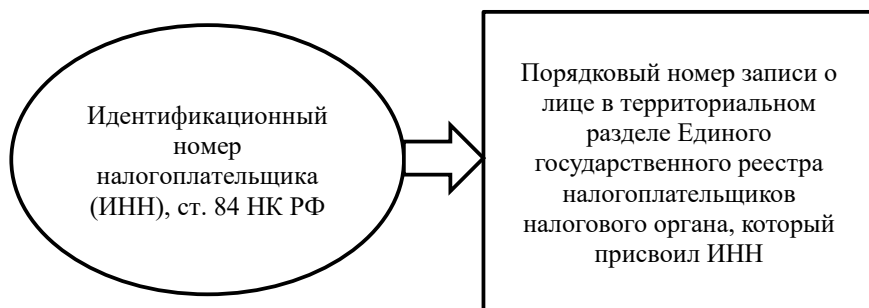 Идентификационный
номер
налогоплательщика
(ИНН), ст. 84 НК РФ
Порядковый номер записи о
лице в территориальном
разделе Единого
государственного реестра
налогоплательщиков
налогового органа, который
присвоил ИНН